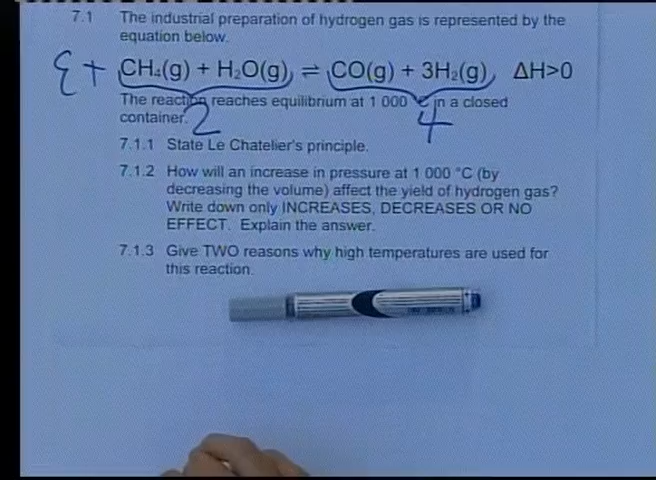 7.1 The industrial preparation of hydrogen gas is represented by the
equation below.
ξ + CH₄(g) + H₂O(g) ⇌ CO(g) + 3H₂(g) ΔH>0
The reaction reaches equilibrium at 1 000 °C in a closed
container.
2 4
7.1.1 State Le Chatelier's principle.
7.1.2 How will an increase in pressure at 1 000 °C (by
decreasing the volume) affect the yield of hydrogen gas?
Write down only INCREASES, DECREASES OR NO
EFFECT. Explain the answer.
7.1.3 Give TWO reasons why high temperatures are used for
this reaction.